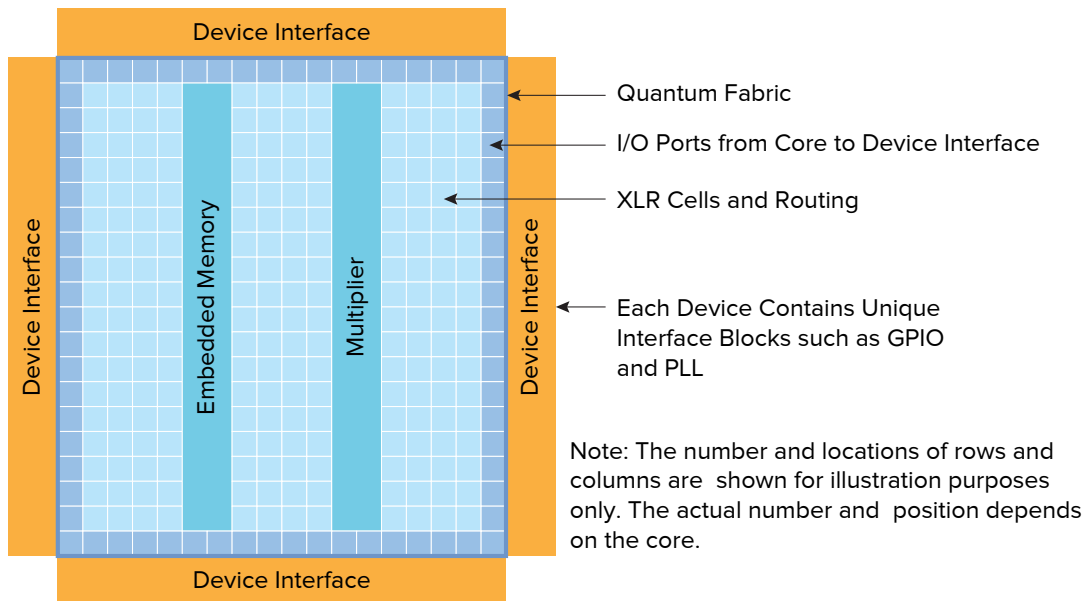 Device Interface
Quantum Fabric
I/O Ports from Core to Device Interface
XLR Cells and Routing
Device Interface
Embedded Memory
Multiplier
Device Interface
Each Device Contains Unique
Interface Blocks such as GPIO
and PLL
Note: The number and locations of rows and
columns are  shown for illustration purposes
only. The actual number and  position depends
on the core.
Device Interface